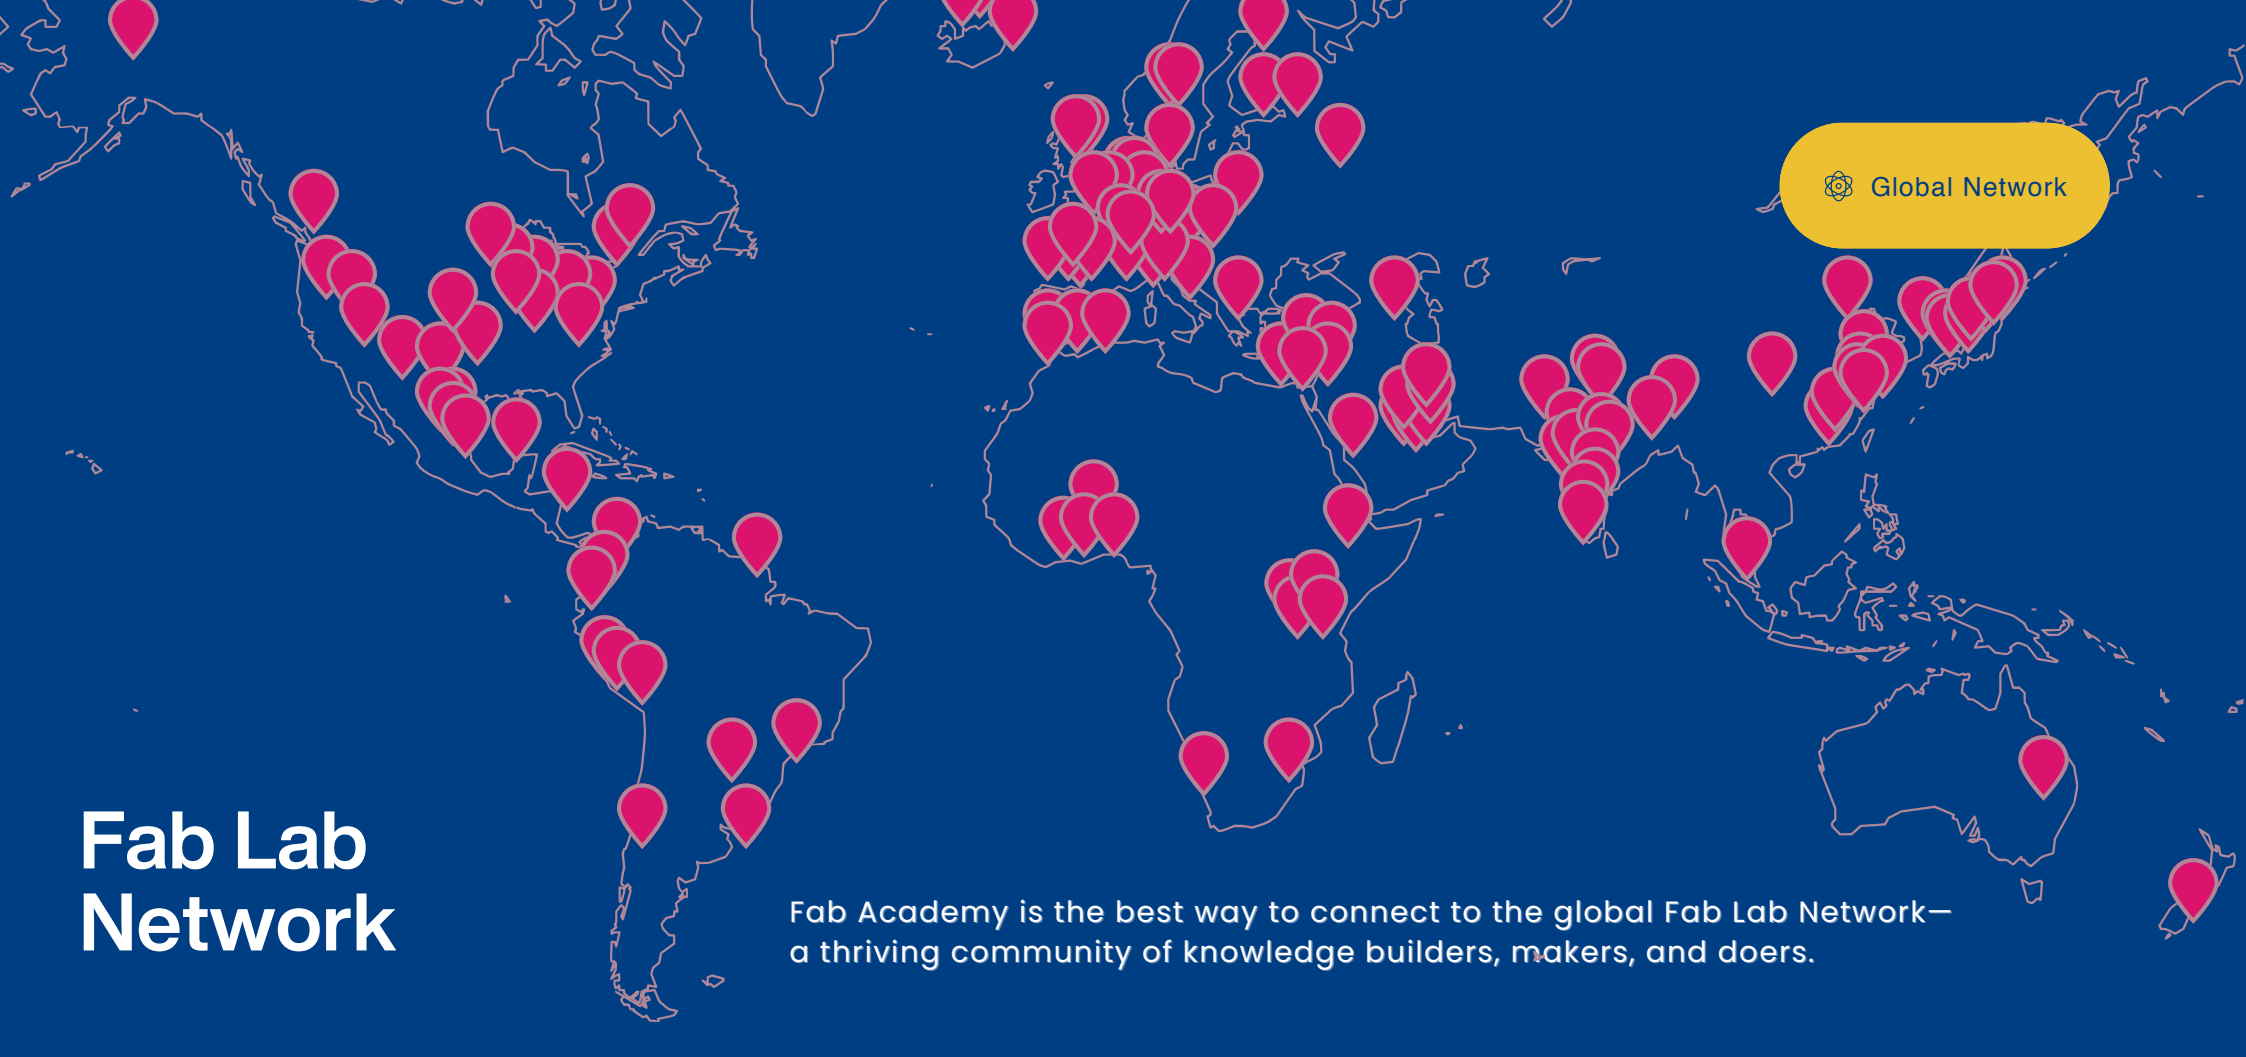 Global Network
Fab Lab
Network
Fab Academy is the best way to connect to the global Fab Lab Network—
a thriving community of knowledge builders, makers, and doers.